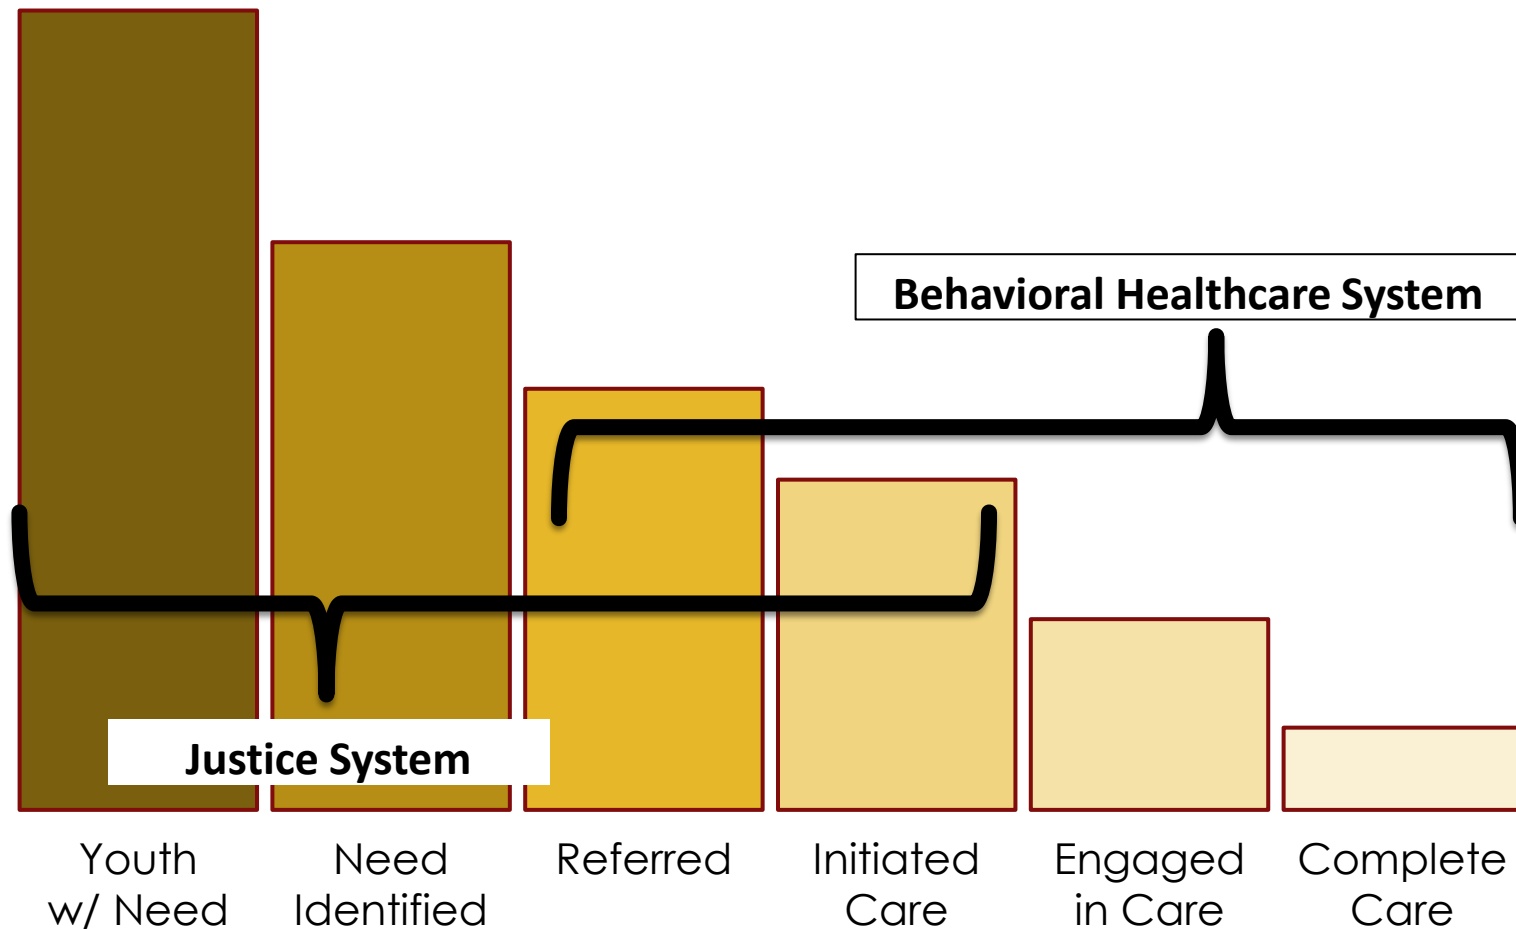 Behavioral Healthcare System
Justice System
Youth
w/ Need
Need
Identified
Referred
Initiated
Care
Engaged
in Care
Complete
Care